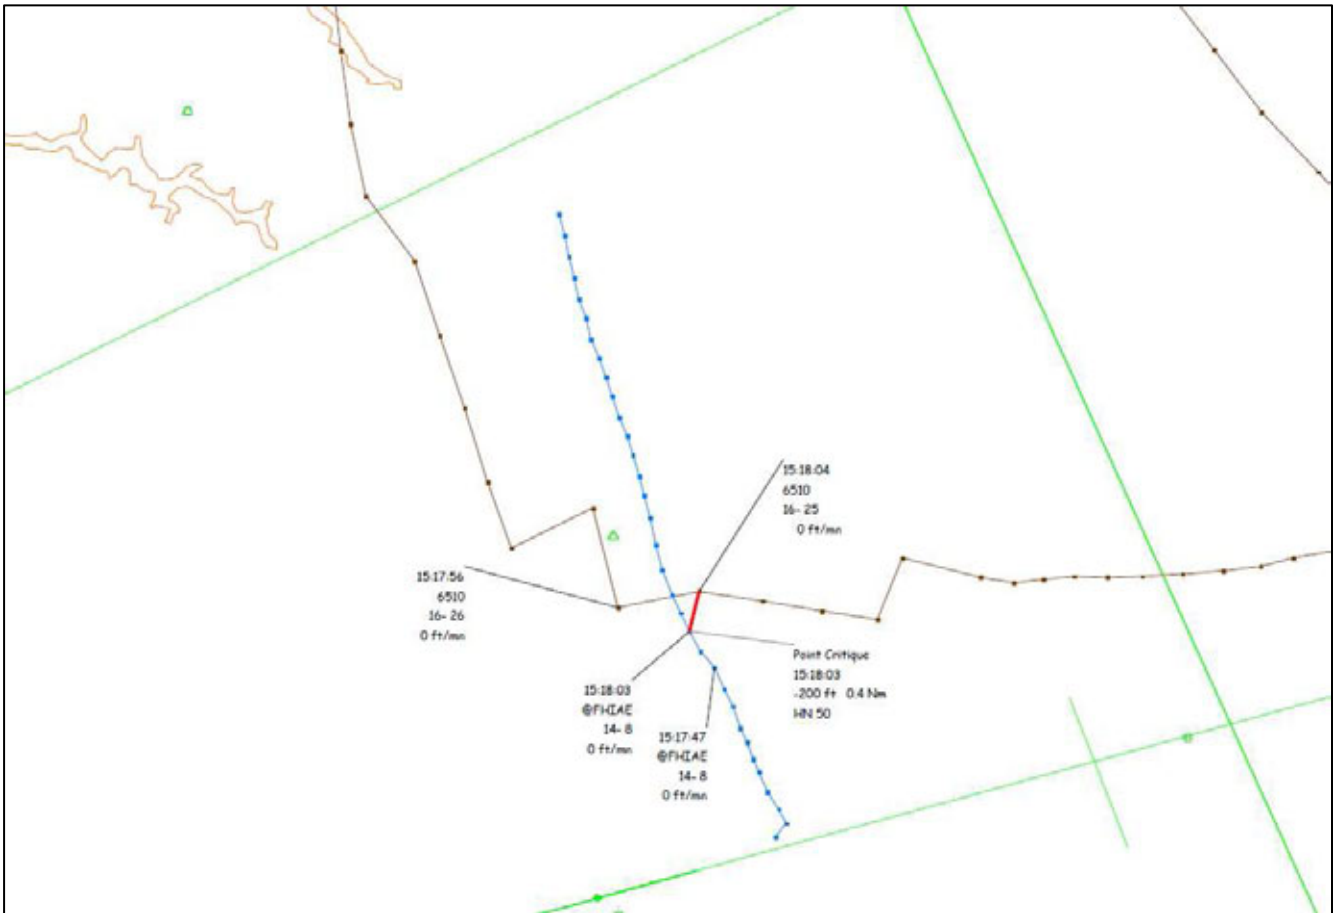 15:18:04
6510
16- 25
0 ft/mn
15:17:56
6510
16- 26
0 ft/mn
Point Critique
15:18:03
-200 ft 0.4 Nm
HN 50
15:18:03
@FHIAE
14- 8
0 ft/mn
15:17:47
@FHIAE
14- 8
0 ft/mn